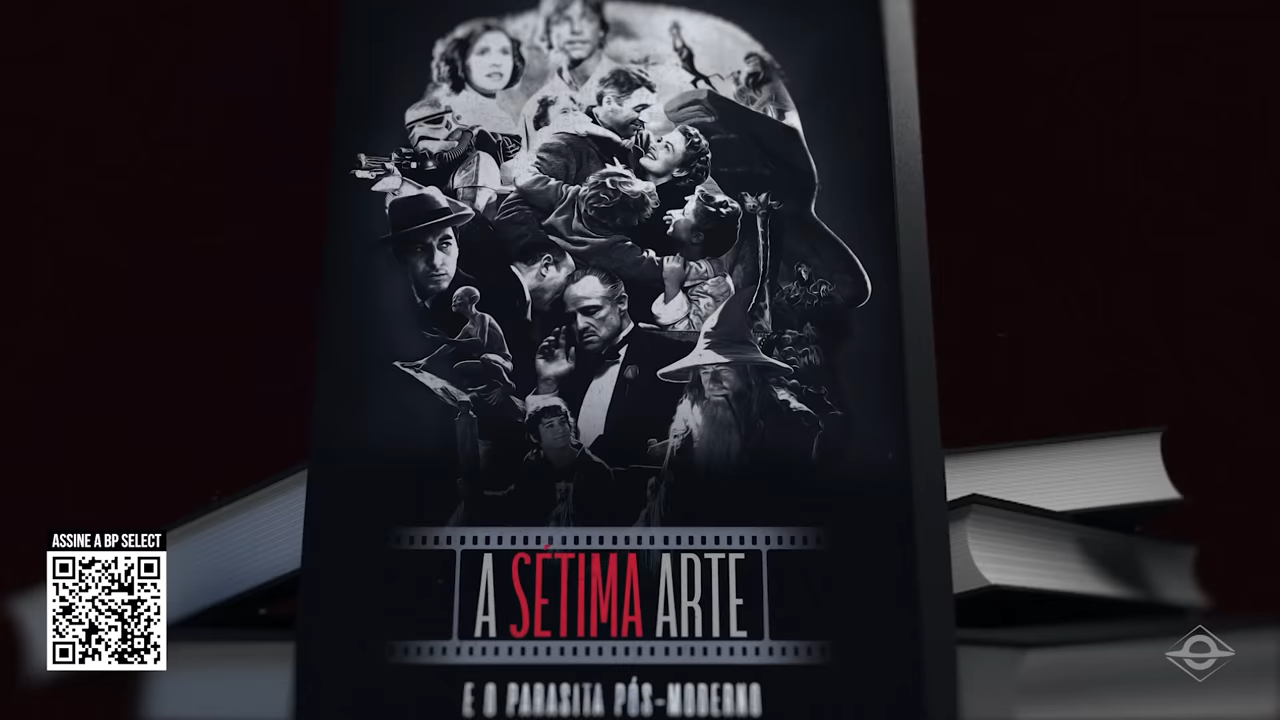 ASSINE A BP SELECT
A SÉTIMA ARTE
E O PARASITA PÓS-MODERNO